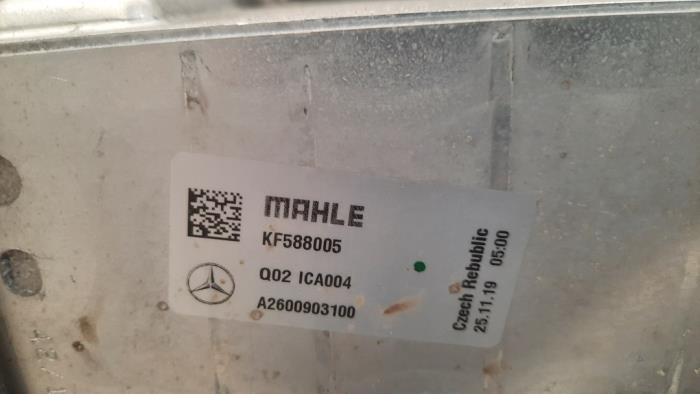 MAHLE
KF588005
Q02 ICA004
A2600903100
Czech Rebublic
25.11.19 05:00